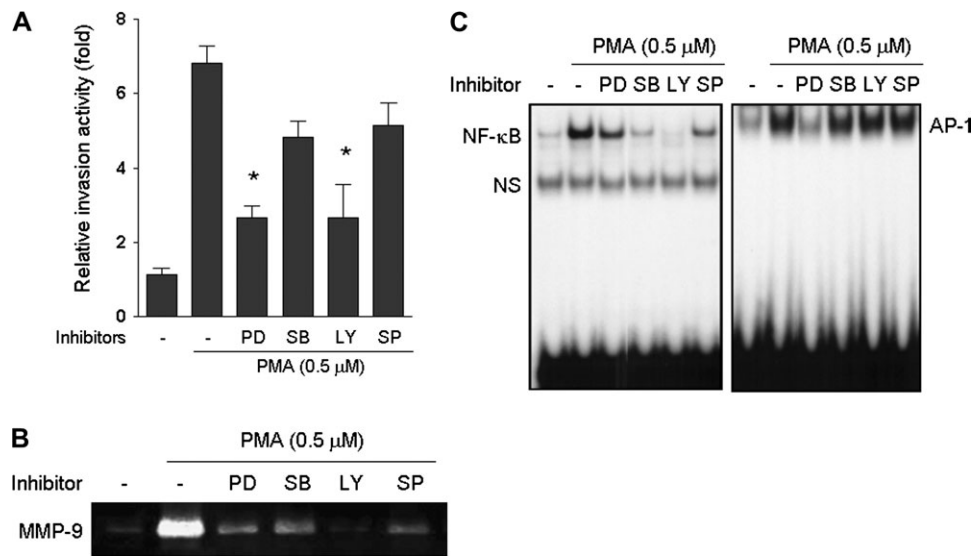 A
Relative invasion activity (fold)
8
6
4
2
0
*
*
Inhibitors - - PD SB LY SP
PMA (0.5 μM)
B
PMA (0.5 μM)
Inhibitor - - PD SB LY SP
MMP-9
C
PMA (0.5 μM) PMA (0.5 μM)
Inhibitor - - PD SB LY SP - - PD SB LY SP
NF-κB
NS
AP-1